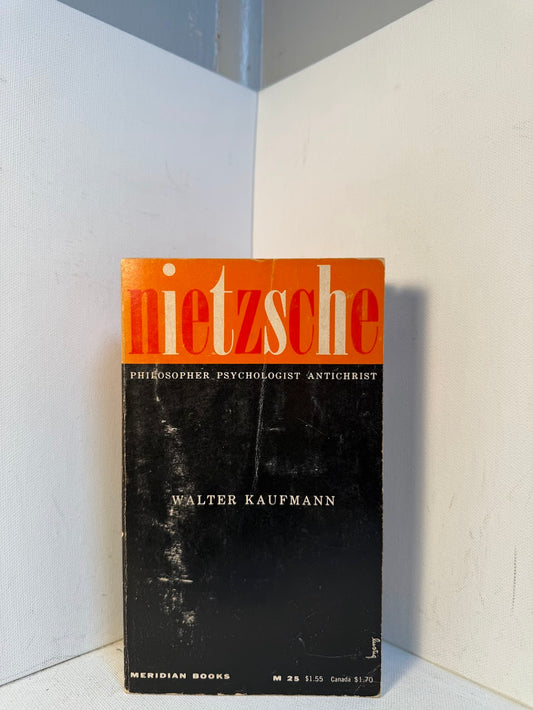 nietzsche
PHILOSOPHER PSYCHOLOGIST ANTICHRIST
WALTER KAUFMANN
MERIDIAN BOOKS M 25 $1.55 Canada $1.70